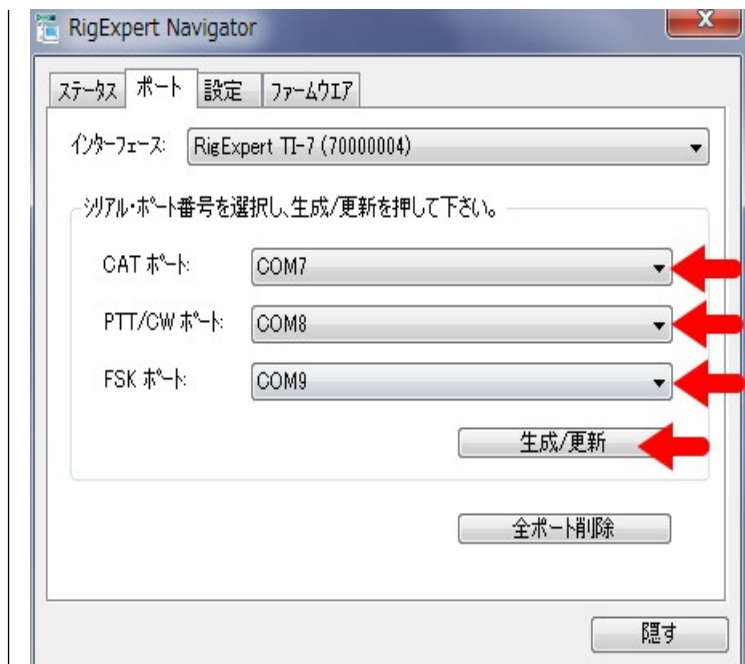 RigExpert Navigator
X
ｽﾃｰﾀｽ ポート 設定 ﾌｧｰﾑｳｴｱ
ｲﾝﾀｰﾌｪｰｽ: RigExpert TI-7 (70000004)
ｼﾘｱﾙ・ﾎﾟｰﾄ番号を選択し、生成/更新を押して下さい。
CAT ﾎﾟｰﾄ: COM7
PTT/CW ﾎﾟｰﾄ: COM8
FSK ﾎﾟｰﾄ: COM9
生成/更新
全ポート削除
隠す